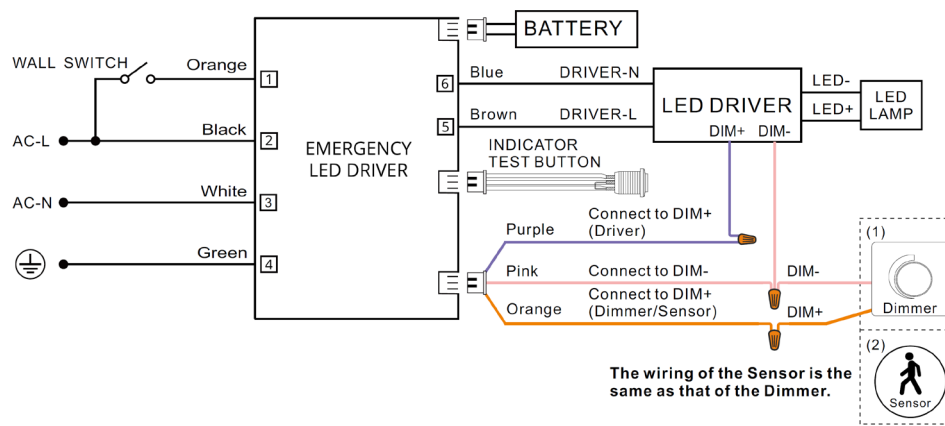 BATTERY
WALL SWITCH
Orange
1
6
Blue
DRIVER-N
LED DRIVER
DIM+
DIM-
LED-
LED+
LED
LAMP
AC-L
Black
2
5
Brown
DRIVER-L
EMERGENCY
LED DRIVER
INDICATOR
TEST BUTTON
AC-N
White
3
Green
4
Purple
Connect to DIM+
(Driver)
Pink
Connect to DIM-
DIM-
Orange
Connect to DIM+
(Dimmer/Sensor)
DIM+
(1)
Dimmer
(2)
Sensor
The wiring of the Sensor is the
same as that of the Dimmer.